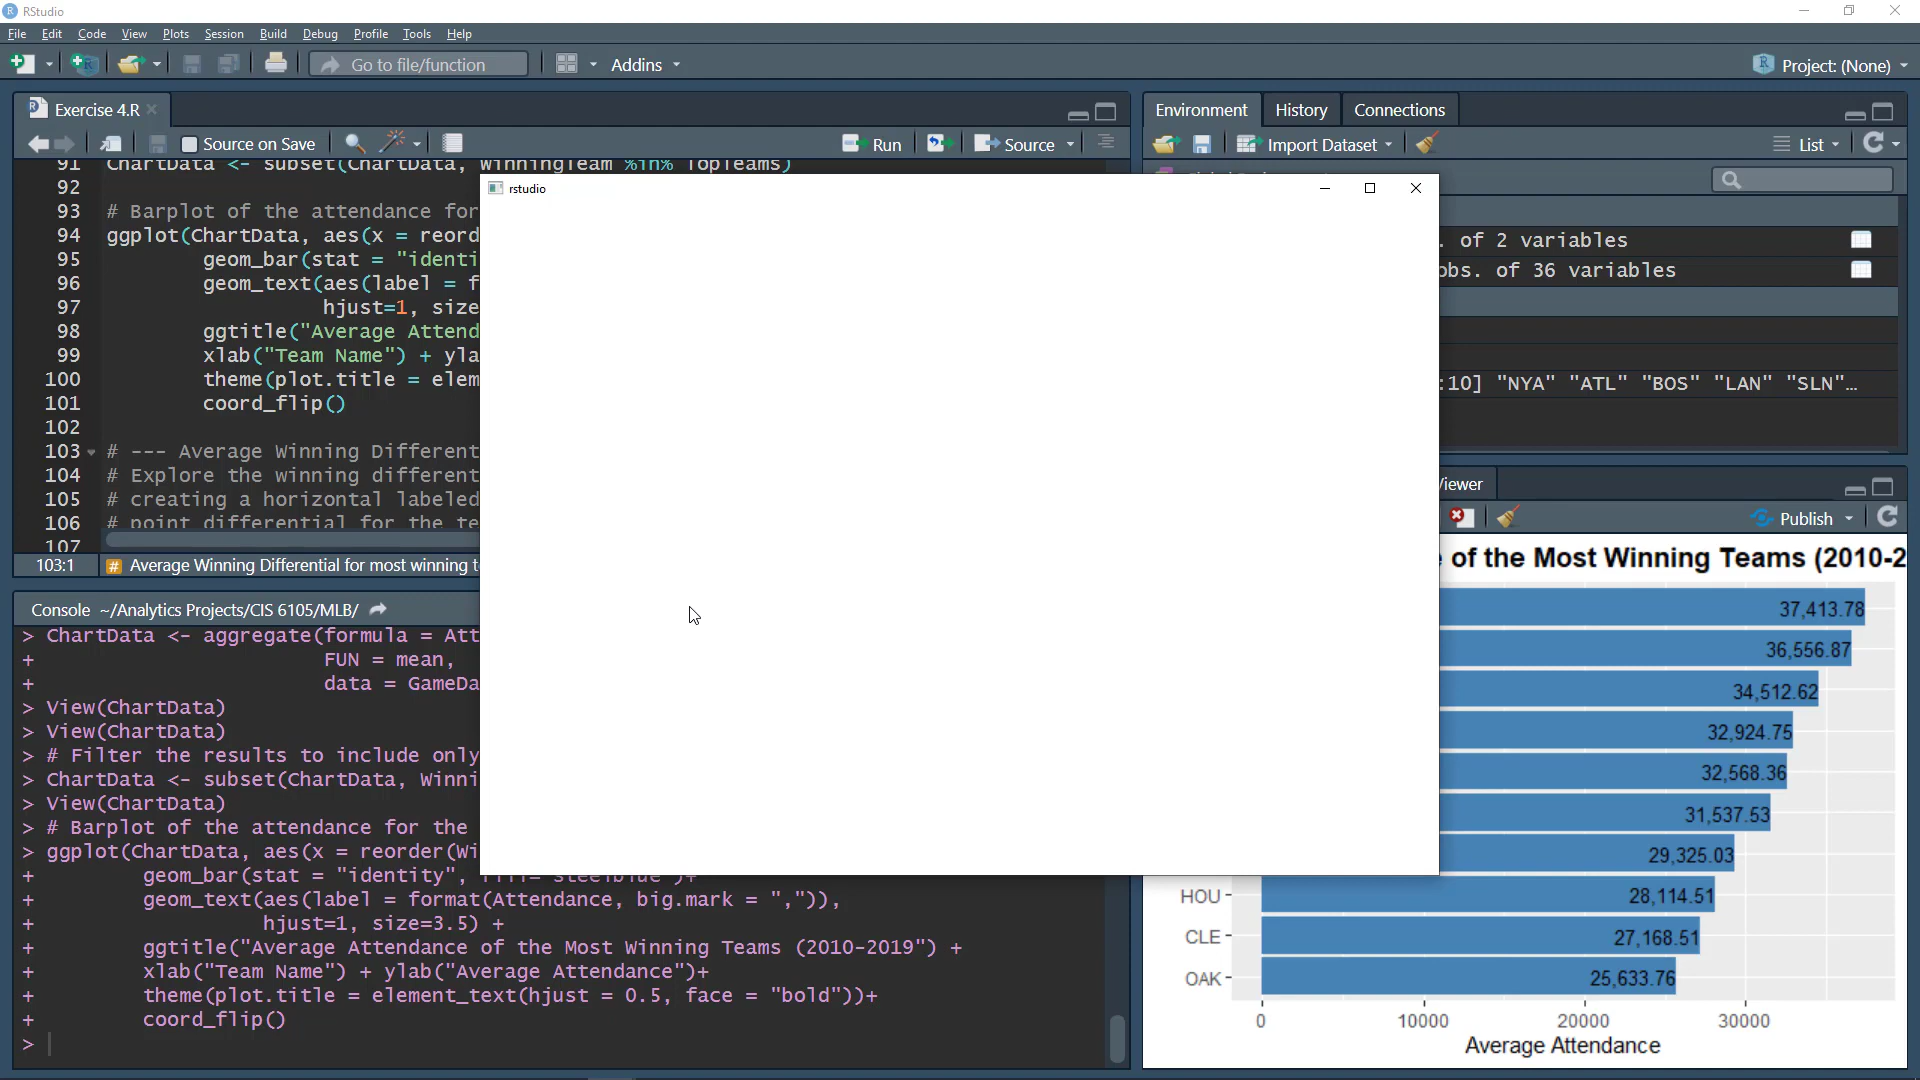 RStudio
File Edit Code View Plots Session Build Debug Profile Tools Help
Go to file/function
Addins
Project: (None)
Exercise 4.R
Source on Save
Run
Source
91 ChartData <- subset(ChartData, WinningTeam %in% TopTeams)
92
93 # Barplot of the attendance for
94 ggplot(ChartData, aes(x = reord
95 geom_bar(stat = "identi
96 geom_text(aes(label = f
97 hjust=1, size
98 ggtitle("Average Attend
99 xlab("Team Name") + yla
100 theme(plot.title = elem
101 coord_flip()
102
103 # --- Average Winning Different
104 # Explore the winning different
105 # creating a horizontal labeled
106 # point differential for the te
107
103:1 # Average Winning Differential for most winning t
Console ~/Analytics Projects/CIS 6105/MLB/
> ChartData <- aggregate(formula = Att
+ FUN = mean,
+ data = GameDa
> View(ChartData)
> View(ChartData)
> # Filter the results to include only
> ChartData <- subset(ChartData, Winni
> View(ChartData)
> # Barplot of the attendance for the
> ggplot(ChartData, aes(x = reorder(Wi
+ geom_bar(stat = "identity", fill= "steelblue")+
+ geom_text(aes(label = format(Attendance, big.mark = ",")),
+ hjust=1, size=3.5) +
+ ggtitle("Average Attendance of the Most Winning Teams (2010-2019") +
+ xlab("Team Name") + ylab("Average Attendance")+
+ theme(plot.title = element_text(hjust = 0.5, face = "bold"))+
+ coord_flip()
>
rstudio
Environment History Connections
Import Dataset
List
. of 2 variables
obs. of 36 variables
:10] "NYA" "ATL" "BOS" "LAN" "SLN"…
Viewer
Publish
of the Most Winning Teams (2010-2
37,413.78
36,556.87
34,512.62
32,924.75
32,568.36
31,537.53
29,325.03
HOU 28,114.51
CLE 27,168.51
OAK 25,633.76
0 10000 20000 30000
Average Attendance